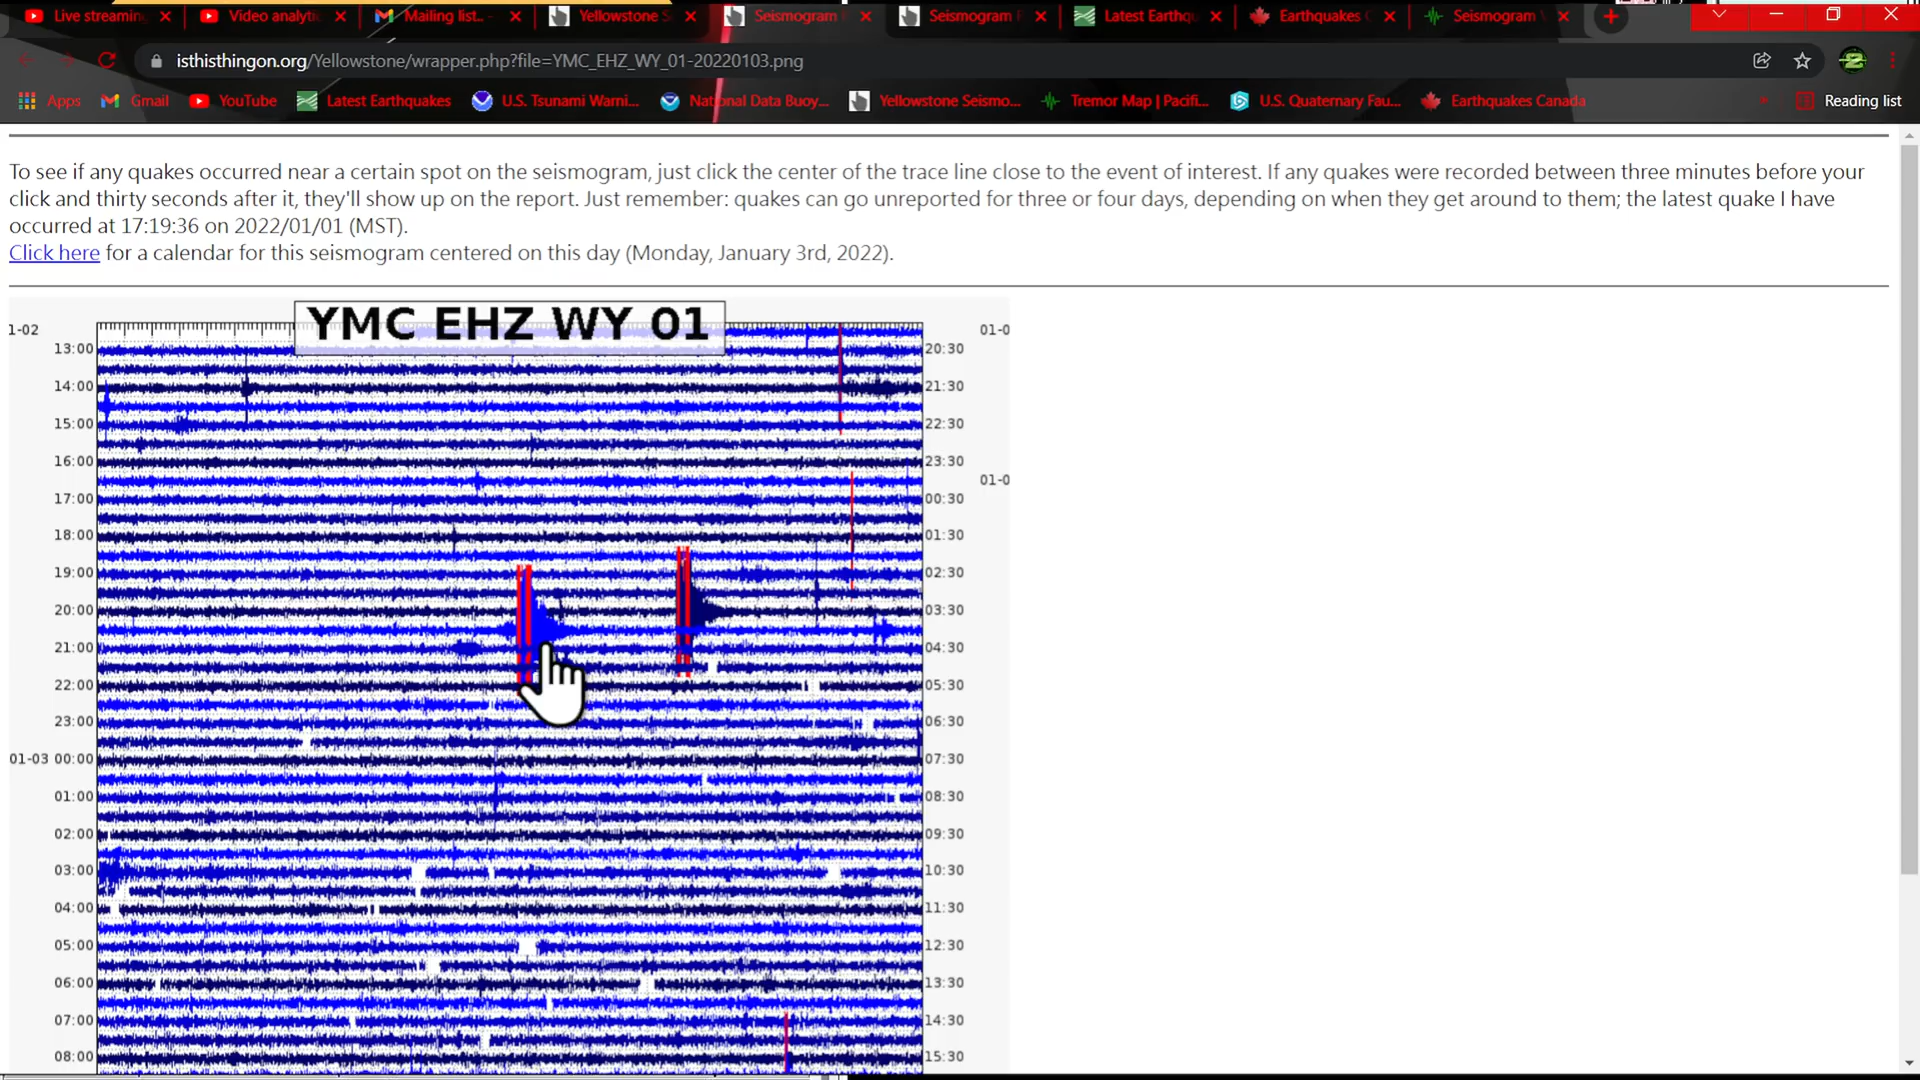 Live streaming
Video analyti
Mailing list..
Yellowstone S
Seismogram
Seismogram
Latest Earthqu
Earthquakes C
Seismogram
isthisthingon.org/Yellowstone/wrapper.php?file=YMC_EHZ_WY_01-20220103.png
Apps
Gmail
YouTube
Latest Earthquakes
U.S. Tsunami Warni...
National Data Buoy...
Yellowstone Seismo...
Tremor Map | Pacifi...
U.S. Quaternary Fau...
Earthquakes Canada
Reading list
To see if any quakes occurred near a certain spot on the seismogram, just click the center of the trace line close to the event of interest. If any quakes were recorded between three minutes before your
click and thirty seconds after it, they'll show up on the report. Just remember: quakes can go unreported for three or four days, depending on when they get around to them; the latest quake I have
occurred at 17:19:36 on 2022/01/01 (MST).
Click here for a calendar for this seismogram centered on this day (Monday, January 3rd, 2022).
YMC EHZ WY 01
1-02 01-0
13:00 20:30
14:00 21:30
15:00 22:30
16:00 23:30
01-0
17:00 00:30
18:00 01:30
19:00 02:30
20:00 03:30
21:00 04:30
22:00 05:30
23:00 06:30
01-03 00:00 07:30
01:00 08:30
02:00 09:30
03:00 10:30
04:00 11:30
05:00 12:30
06:00 13:30
07:00 14:30
08:00 15:30